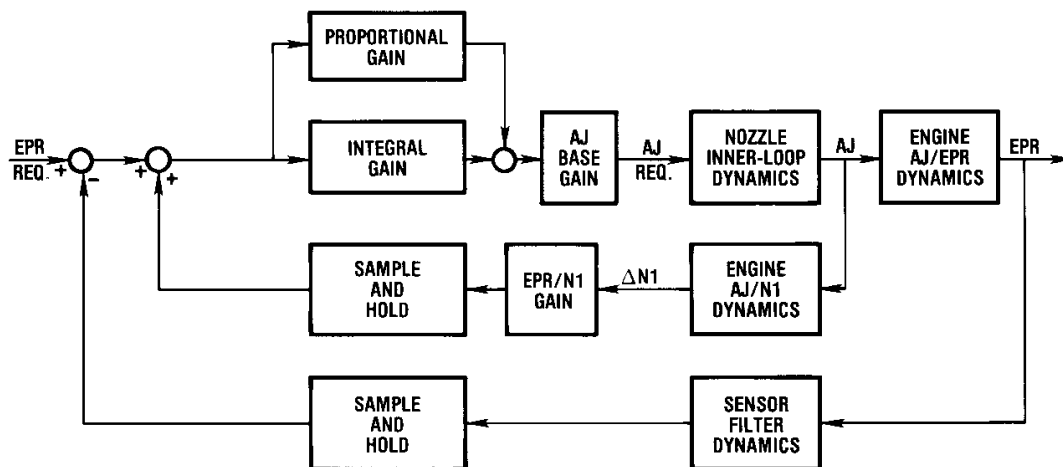 PROPORTIONAL
GAIN
EPR
REQ.
+
-
+
+
INTEGRAL
GAIN
AJ
BASE
GAIN
AJ
REQ.
NOZZLE
INNER-LOOP
DYNAMICS
AJ
ENGINE
AJ/EPR
DYNAMICS
EPR
SAMPLE
AND
HOLD
EPR/N1
GAIN
ΔN1
ENGINE
AJ/N1
DYNAMICS
SAMPLE
AND
HOLD
SENSOR
FILTER
DYNAMICS